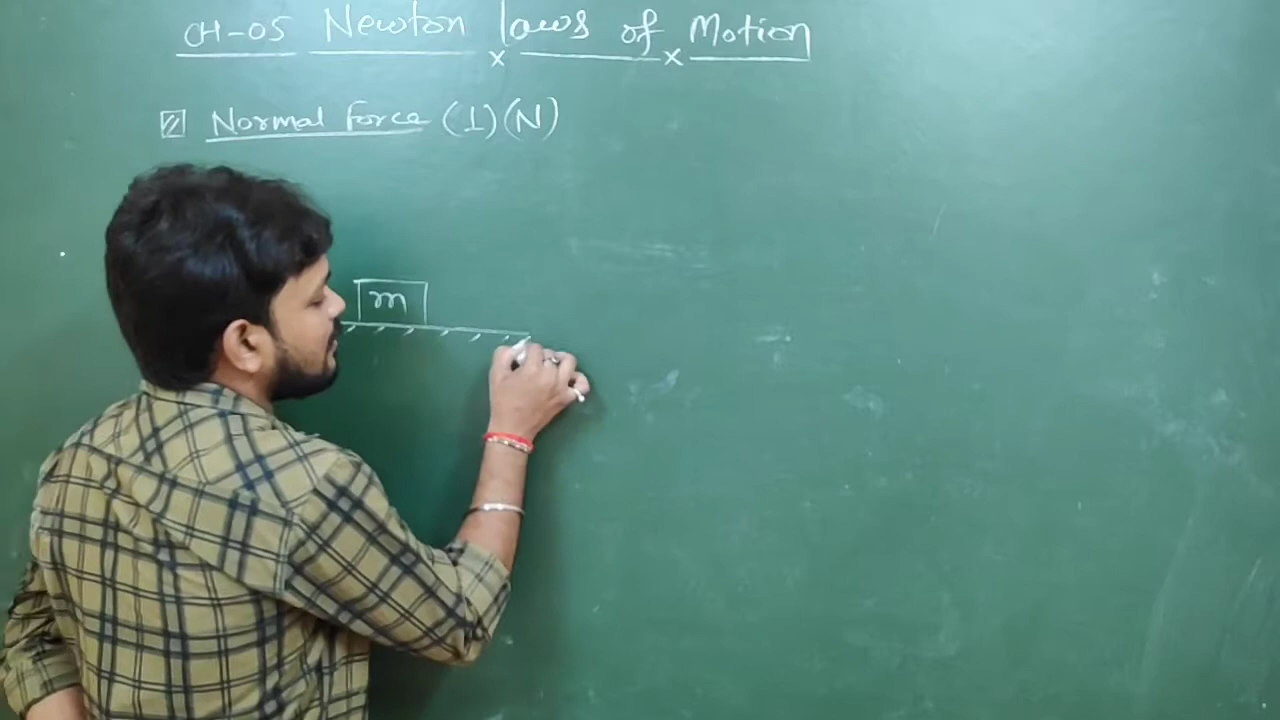 CH-05 Newton laws of Motion
Normal force (⊥) (N)
m